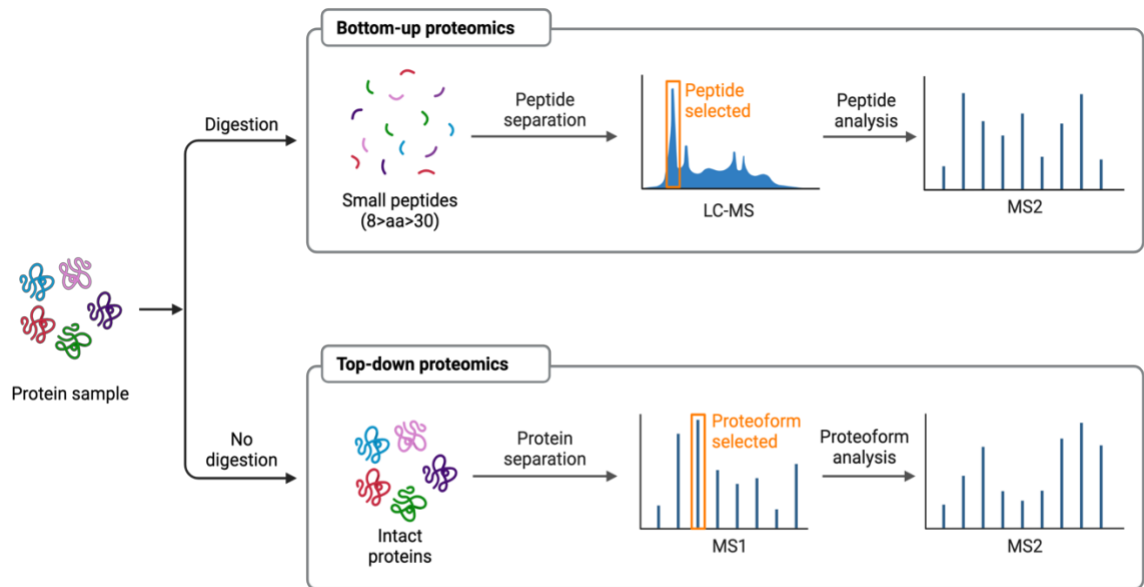 Bottom-up proteomics
Digestion
Small peptides
(8>aa>30)
Peptide
separation
Peptide
selected
LC-MS
Peptide
analysis
MS2
Protein sample
Top-down proteomics
No
digestion
Intact
proteins
Protein
separation
Proteoform
selected
MS1
Proteoform
analysis
MS2